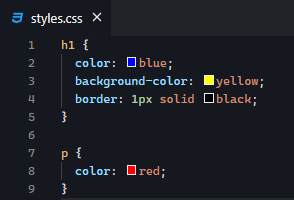 styles.css
1 h1 {
2 color: blue;
3 background-color: yellow;
4 border: 1px solid black;
5 }
6
7 p {
8 color: red;
9 }